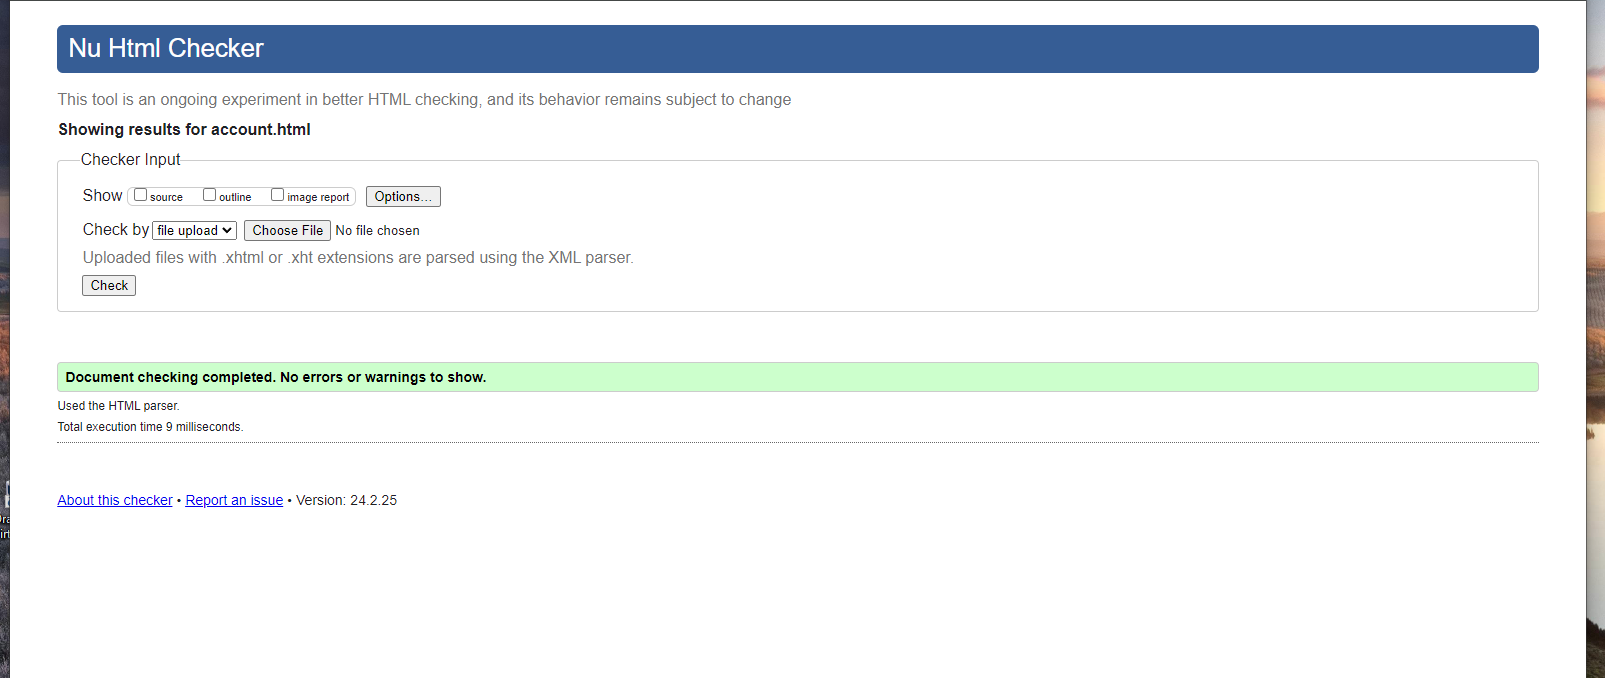 Nu Html Checker
This tool is an ongoing experiment in better HTML checking, and its behavior remains subject to change
Showing results for account.html
Checker Input
Show source outline image report Options...
Check by file upload Choose File No file chosen
Uploaded files with .xhtml or .xht extensions are parsed using the XML parser.
Check
Document checking completed. No errors or warnings to show.
Used the HTML parser.
Total execution time 9 milliseconds.
About this checker • Report an issue • Version: 24.2.25